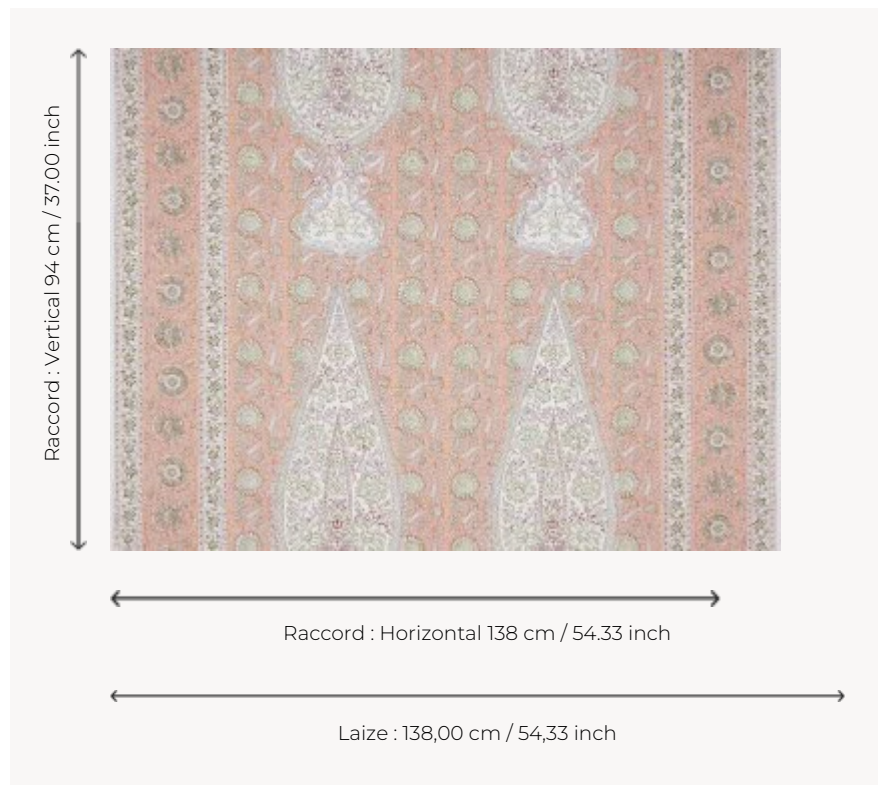 Raccord : Vertical 94 cm / 37.00 inch
Raccord : Horizontal 138 cm / 54.33 inch
Laize : 138,00 cm / 54,33 inch